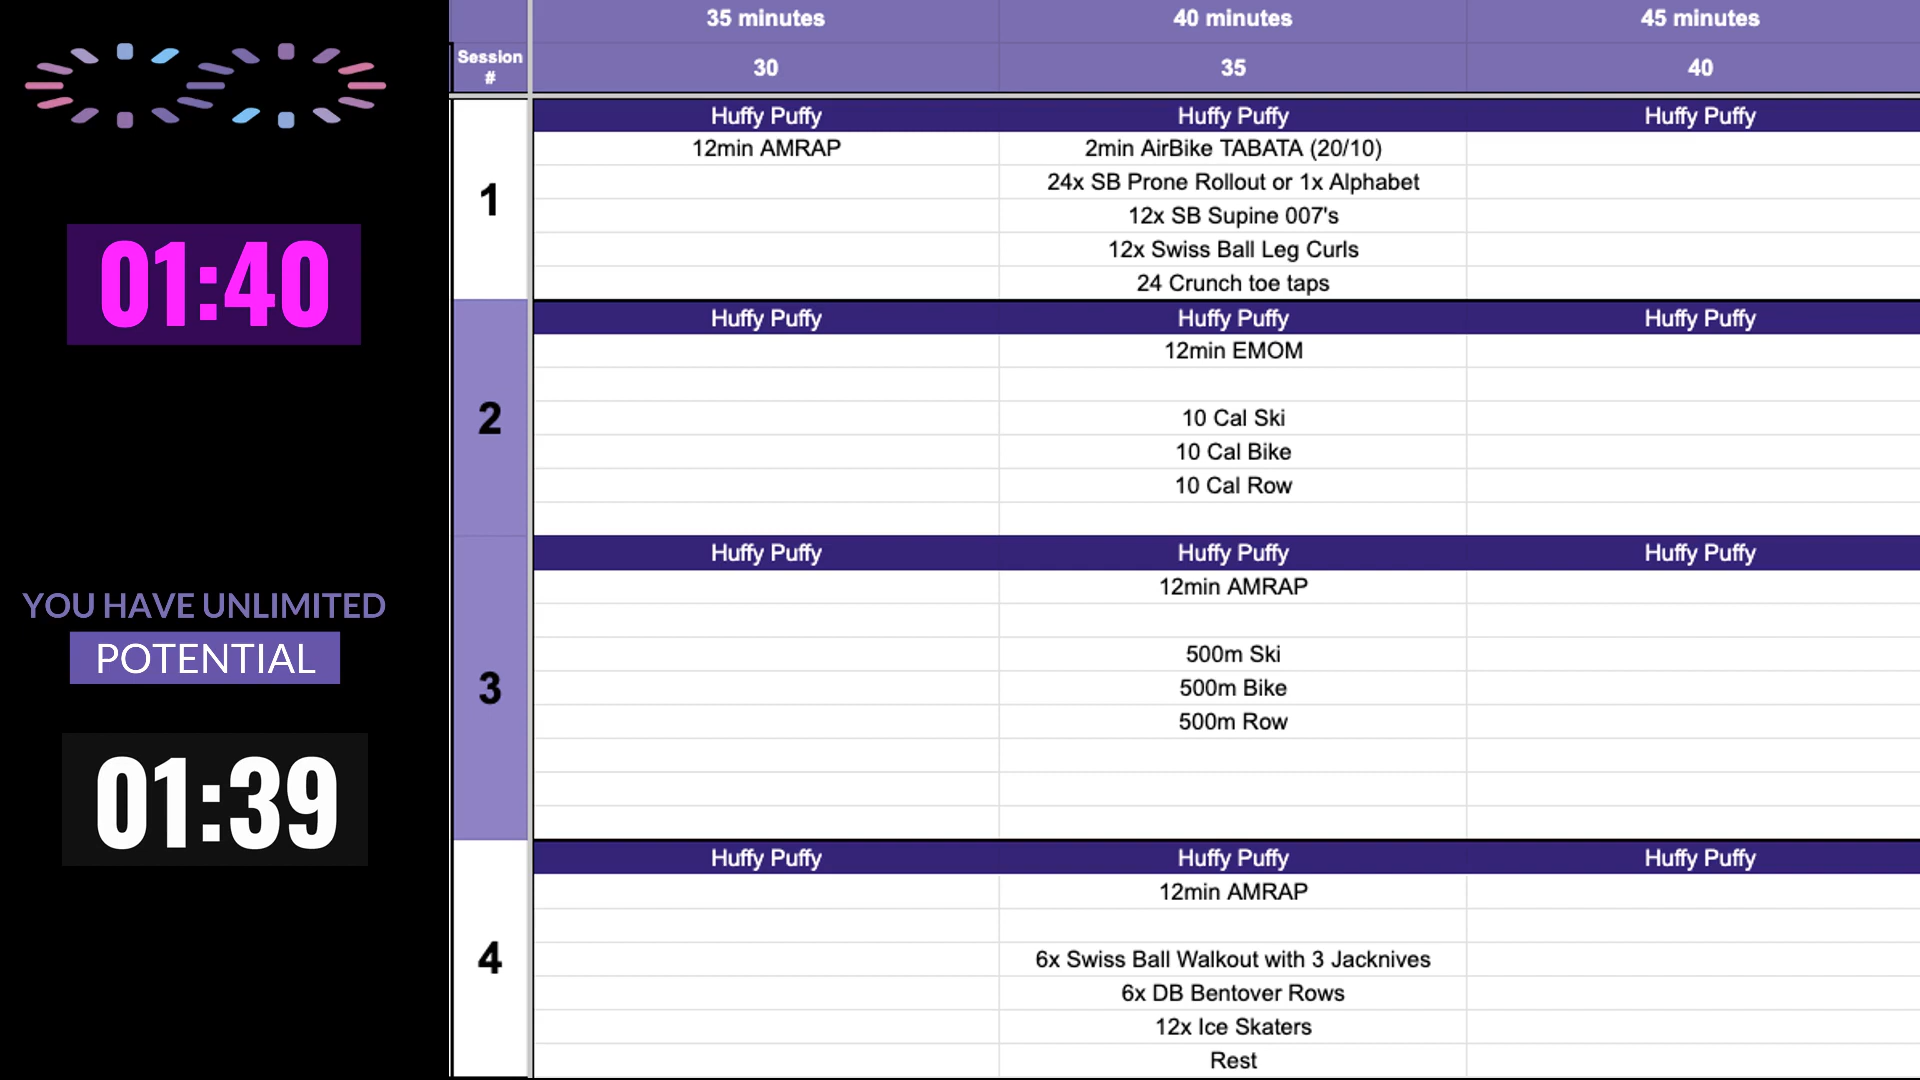 01:40
YOU HAVE UNLIMITED
POTENTIAL
01:39
35 minutes 40 minutes 45 minutes
Session
#
30 35 40
1
Huffy Puffy Huffy Puffy Huffy Puffy
12min AMRAP 2min AirBike TABATA (20/10)
24x SB Prone Rollout or 1x Alphabet
12x SB Supine 007's
12x Swiss Ball Leg Curls
24 Crunch toe taps
2
Huffy Puffy Huffy Puffy Huffy Puffy
12min EMOM
10 Cal Ski
10 Cal Bike
10 Cal Row
3
Huffy Puffy Huffy Puffy Huffy Puffy
12min AMRAP
500m Ski
500m Bike
500m Row
4
Huffy Puffy Huffy Puffy Huffy Puffy
12min AMRAP
6x Swiss Ball Walkout with 3 Jacknives
6x DB Bentover Rows
12x Ice Skaters
Rest